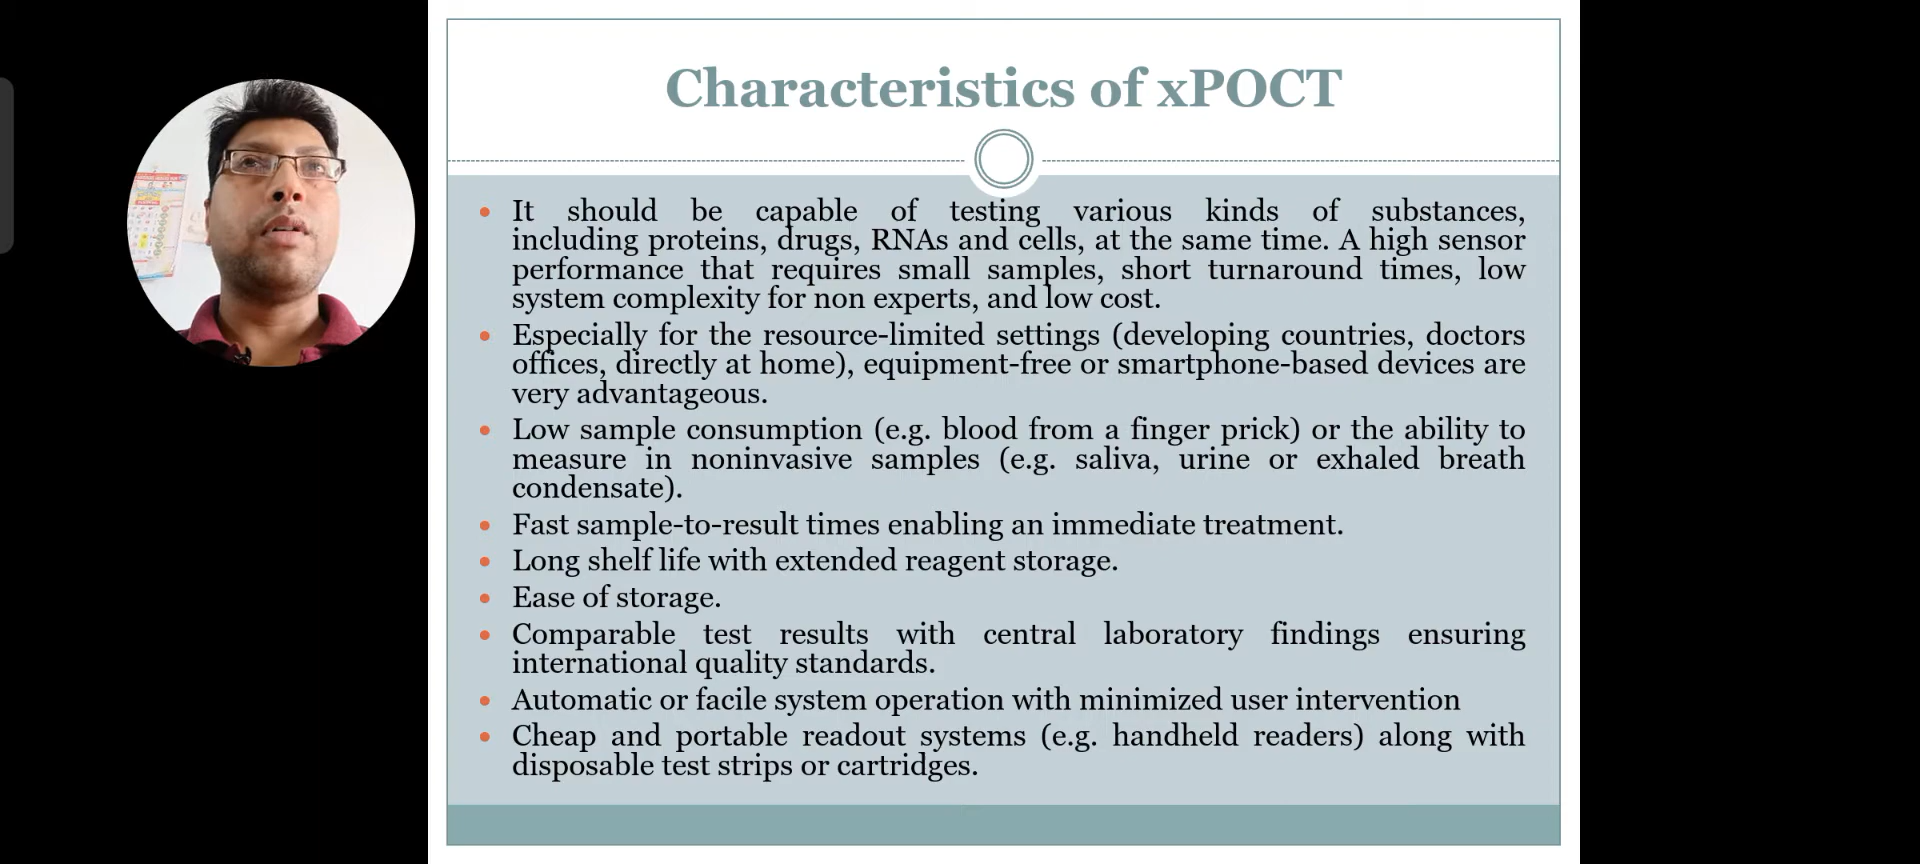 Characteristics of xPOCT
It should be capable of testing various kinds of substances,
including proteins, drugs, RNAs and cells, at the same time. A high sensor
performance that requires small samples, short turnaround times, low
system complexity for non experts, and low cost.
Especially for the resource-limited settings (developing countries, doctors
offices, directly at home), equipment-free or smartphone-based devices are
very advantageous.
Low sample consumption (e.g. blood from a finger prick) or the ability to
measure in noninvasive samples (e.g. saliva, urine or exhaled breath
condensate).
Fast sample-to-result times enabling an immediate treatment.
Long shelf life with extended reagent storage.
Ease of storage.
Comparable test results with central laboratory findings ensuring
international quality standards.
Automatic or facile system operation with minimized user intervention
Cheap and portable readout systems (e.g. handheld readers) along with
disposable test strips or cartridges.